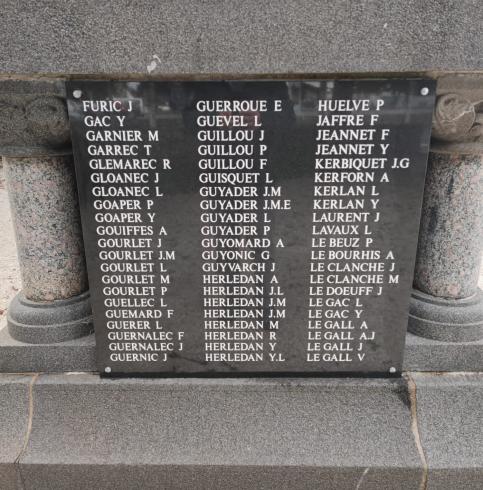 FURIC J
GAC Y
GARNIER M
GARREC T
GLEMAREC R
GLOANEC J
GLOANEC L
GOAPER P
GOAPER Y
GOUIFFES A
GOURLET J
GOURLET J.M
GOURLET L
GOURLET M
GOURLET P
GUELLEC L
GUEMARD F
GUERER L
GUERNALEC F
GUERNALEC J
GUERNIC J
GUERROUE E
GUEVEL L
GUILLOU J
GUILLOU P
GUILLOU F
GUISQUET L
GUYADER J.M
GUYADER J.M.E
GUYADER L
GUYADER P
GUYOMARD A
GUYONIC G
GUYVARCH J
HERLEDAN A
HERLEDAN J.L
HERLEDAN J.M
HERLEDAN J.M
HERLEDAN M
HERLEDAN R
HERLEDAN Y
HERLEDAN Y.L
HUELVE P
JAFFRE F
JEANNET F
JEANNET Y
KERBIQUET J.G
KERFORN A
KERLAN L
KERLAN Y
LAURENT J
LAVAUX L
LE BEUZ P
LE BOURHIS A
LE CLANCHE J
LE CLANCHE M
LE DOEUFF J
LE GAC L
LE GAC Y
LE GALL A
LE GALL A.J
LE GALL J
LE GALL V